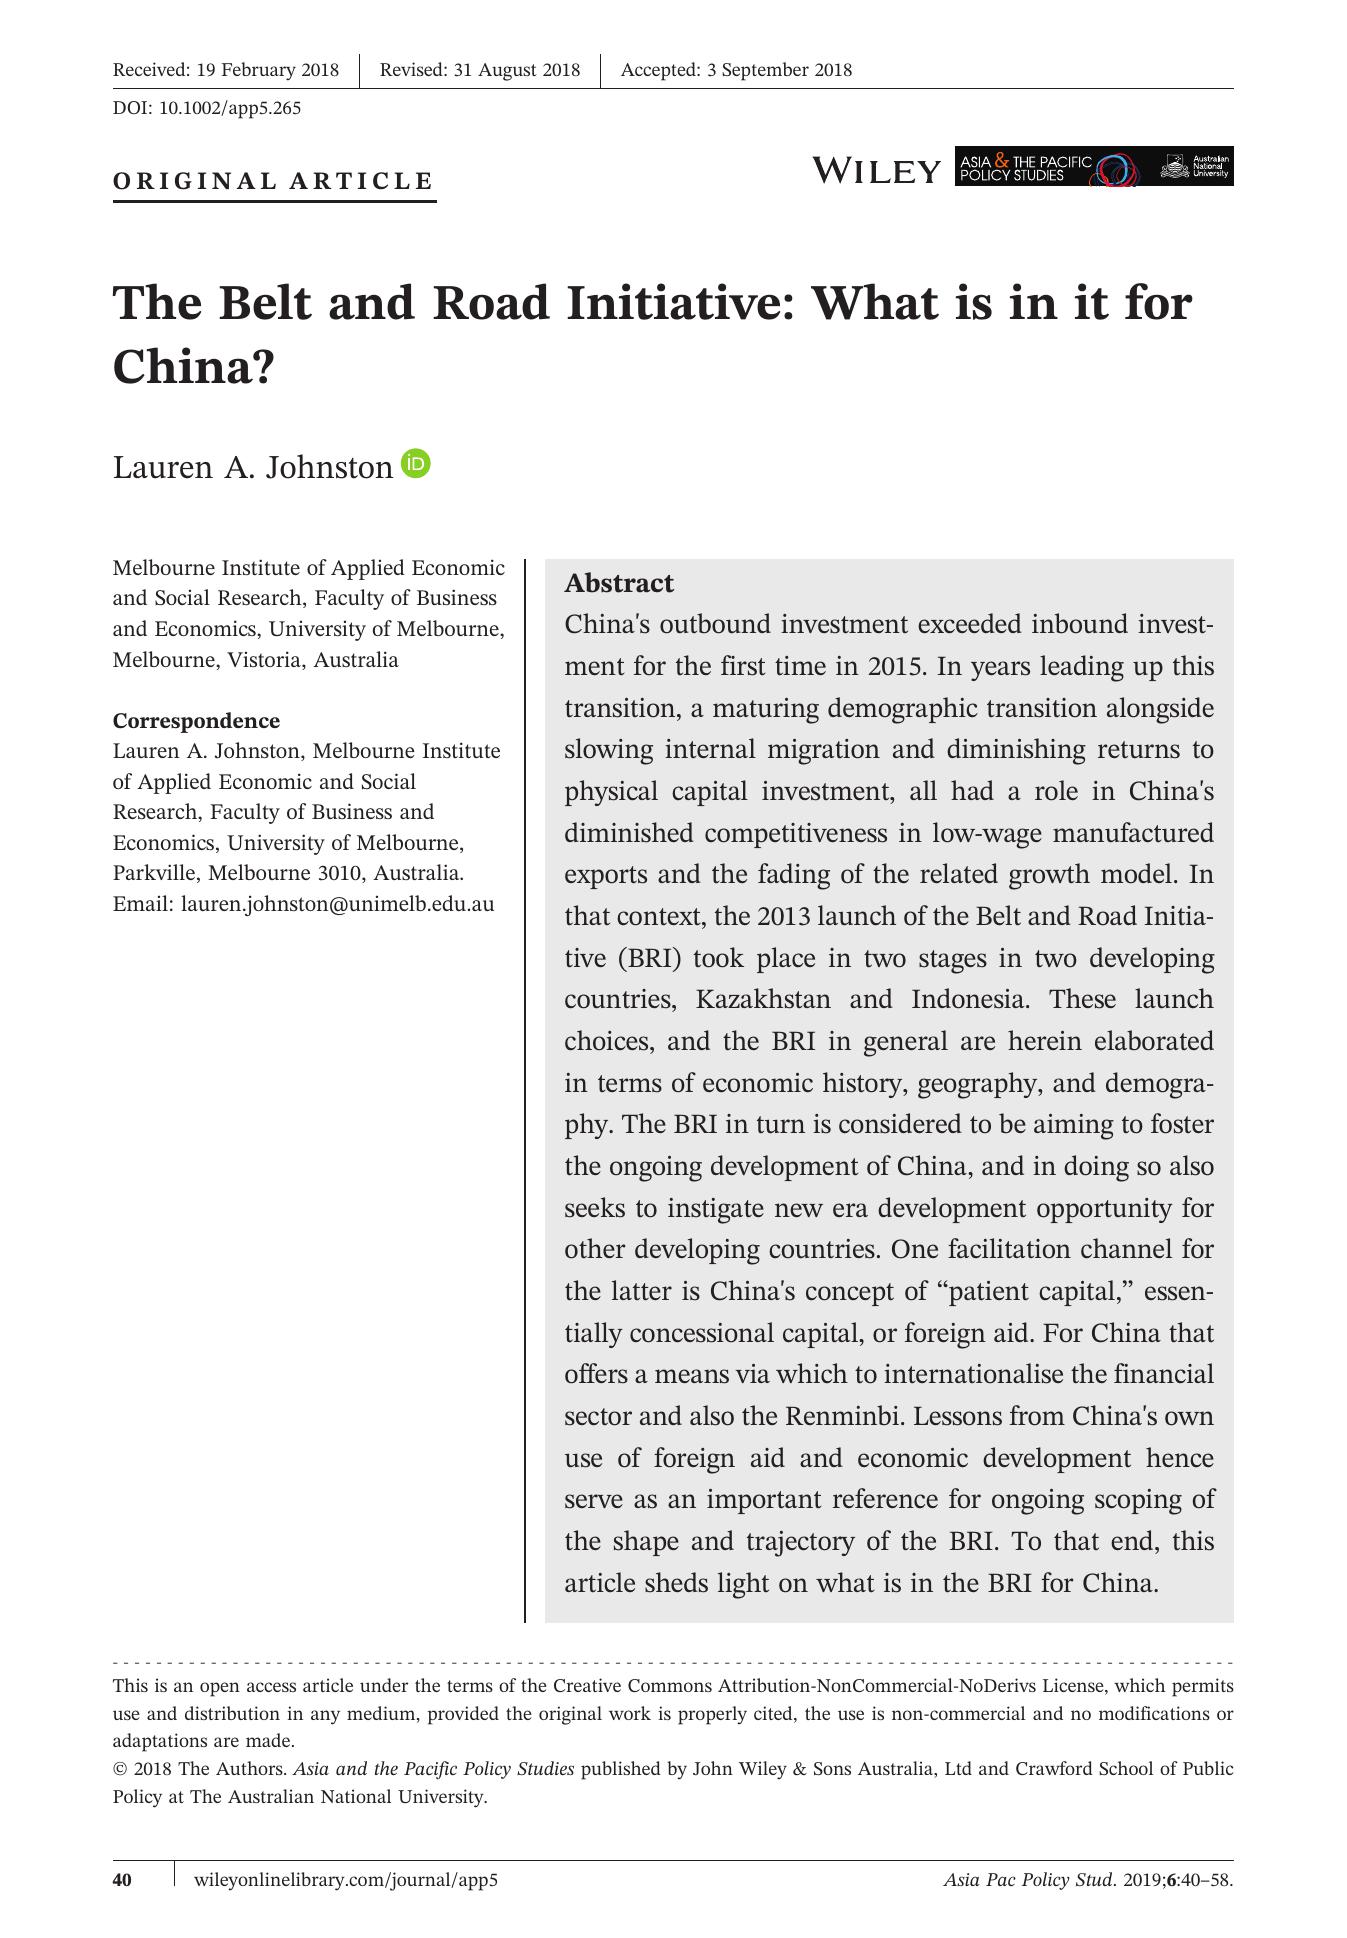 Received: 19 February 2018 | Revised: 31 August 2018 | Accepted: 3 September 2018
DOI: 10.1002/app5.265
ORIGINAL ARTICLE
WILEY
ASIA & THE PACIFIC
POLICY STUDIES
Australian
National
University
The Belt and Road Initiative: What is in it for
China?
Lauren A. Johnston iD
Melbourne Institute of Applied Economic
and Social Research, Faculty of Business
and Economics, University of Melbourne,
Melbourne, Vistoria, Australia
Correspondence
Lauren A. Johnston, Melbourne Institute
of Applied Economic and Social
Research, Faculty of Business and
Economics, University of Melbourne,
Parkville, Melbourne 3010, Australia.
Email: lauren.johnston@unimelb.edu.au
Abstract
China's outbound investment exceeded inbound invest-
ment for the first time in 2015. In years leading up this
transition, a maturing demographic transition alongside
slowing internal migration and diminishing returns to
physical capital investment, all had a role in China's
diminished competitiveness in low-wage manufactured
exports and the fading of the related growth model. In
that context, the 2013 launch of the Belt and Road Initia-
tive (BRI) took place in two stages in two developing
countries, Kazakhstan and Indonesia. These launch
choices, and the BRI in general are herein elaborated
in terms of economic history, geography, and demogra-
phy. The BRI in turn is considered to be aiming to foster
the ongoing development of China, and in doing so also
seeks to instigate new era development opportunity for
other developing countries. One facilitation channel for
the latter is China's concept of “patient capital,” essen-
tially concessional capital, or foreign aid. For China that
offers a means via which to internationalise the financial
sector and also the Renminbi. Lessons from China's own
use of foreign aid and economic development hence
serve as an important reference for ongoing scoping of
the shape and trajectory of the BRI. To that end, this
article sheds light on what is in the BRI for China.
This is an open access article under the terms of the Creative Commons Attribution-NonCommercial-NoDerivs License, which permits
use and distribution in any medium, provided the original work is properly cited, the use is non-commercial and no modifications or
adaptations are made.
© 2018 The Authors. Asia and the Pacific Policy Studies published by John Wiley & Sons Australia, Ltd and Crawford School of Public
Policy at The Australian National University.
40 | wileyonlinelibrary.com/journal/app5 Asia Pac Policy Stud. 2019;6:40–58.